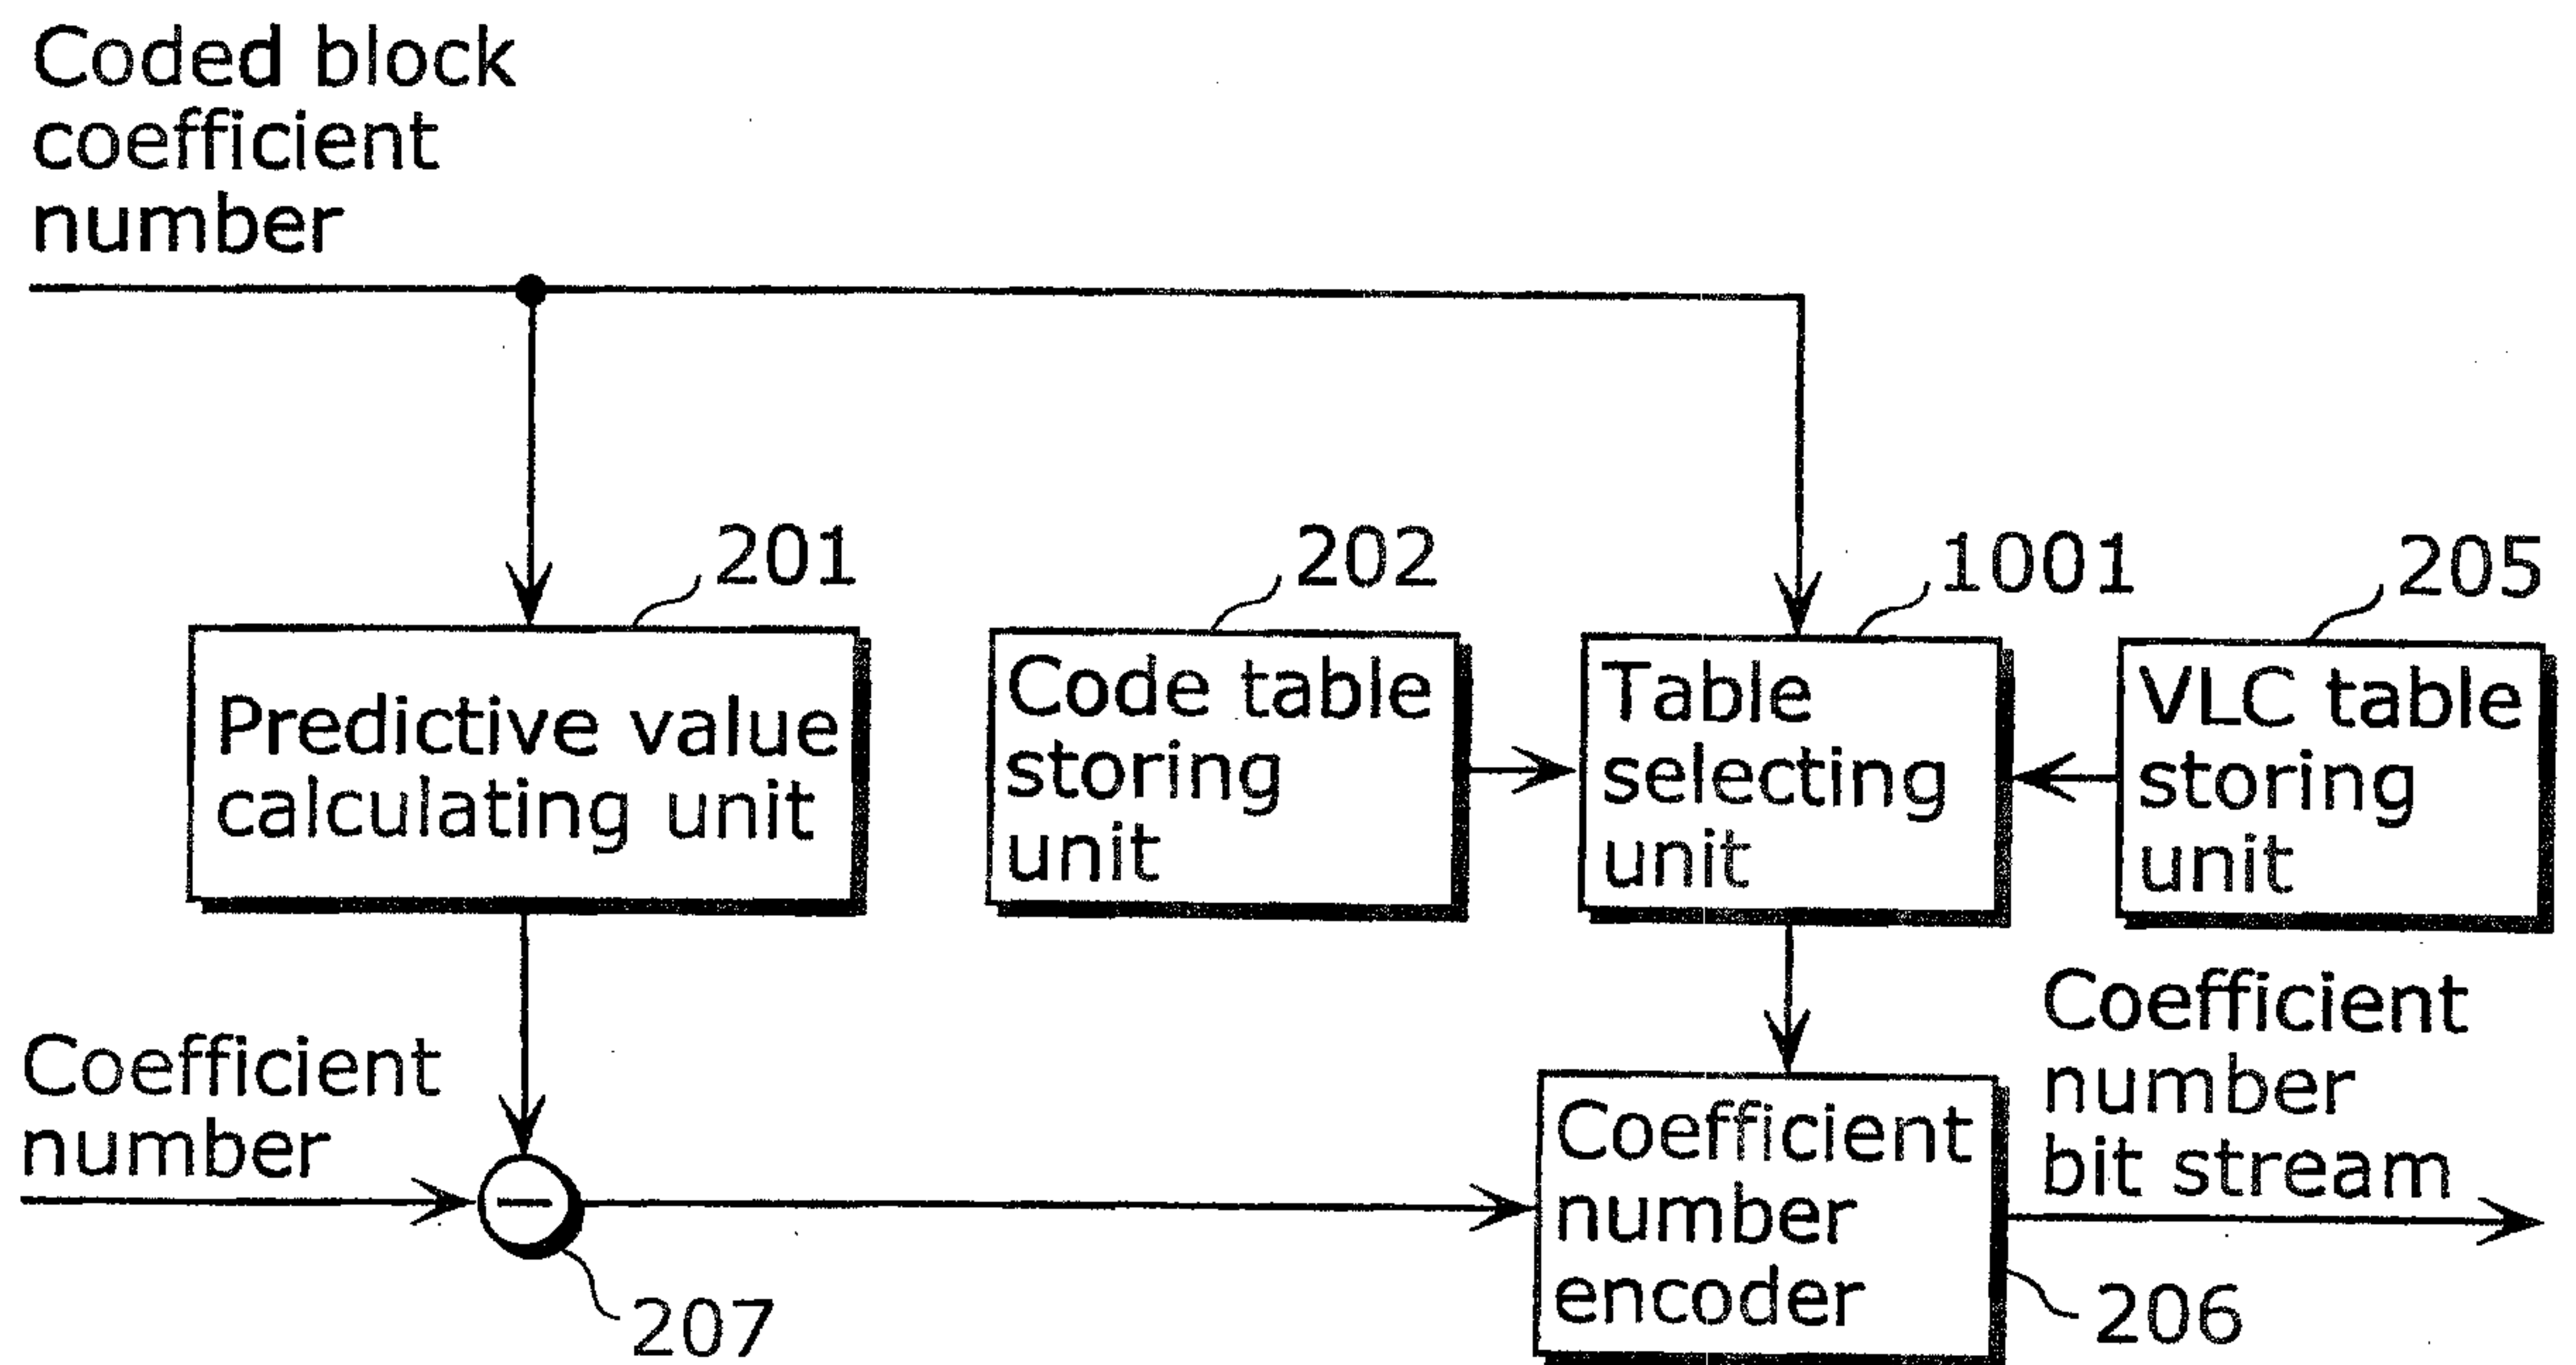 Coded block
coefficient
number
201
202
1001
205
Predictive value
calculating unit
Code table
storing
unit
Table
selecting
unit
VLC table
storing
unit
Coefficient
number
207
Coefficient
number
encoder
206
Coefficient
number
bit stream